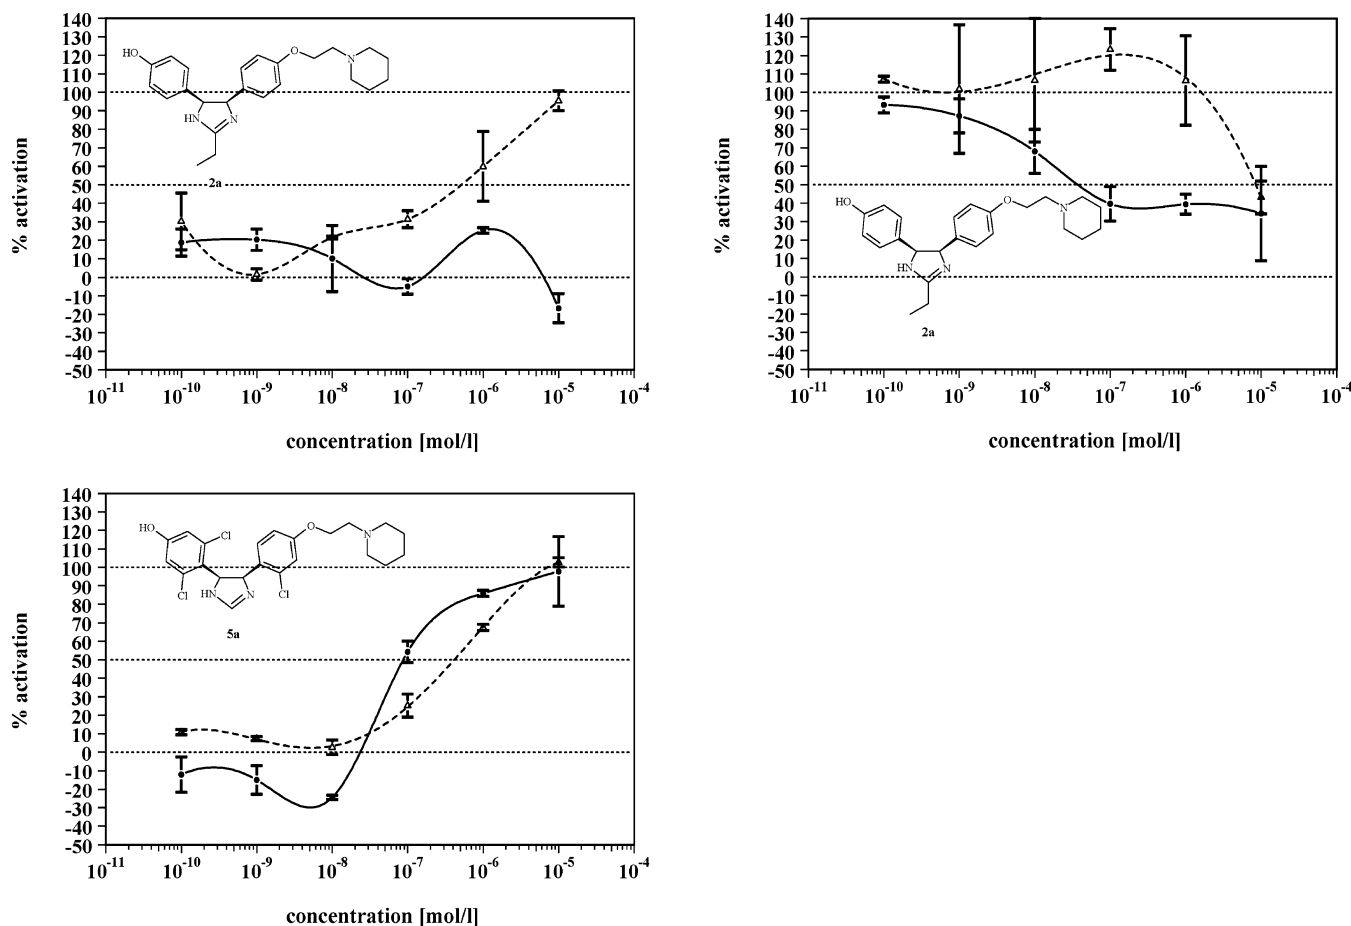 140
130
120
110
100
90
80
70
60
50
40
30
20
10
0
-10
-20
-30
-40
-50
% activation
HO
O
N
HN
N
2a
10⁻¹¹ 10⁻¹⁰ 10⁻⁹ 10⁻⁸ 10⁻⁷ 10⁻⁶ 10⁻⁵ 10⁻⁴
concentration [mol/l]
140
130
120
110
100
90
80
70
60
50
40
30
20
10
0
-10
-20
-30
-40
-50
% activation
HO
O
N
HN
N
2a
10⁻¹¹ 10⁻¹⁰ 10⁻⁹ 10⁻⁸ 10⁻⁷ 10⁻⁶ 10⁻⁵ 10⁻⁴
concentration [mol/l]
140
130
120
110
100
90
80
70
60
50
40
30
20
10
0
-10
-20
-30
-40
-50
% activation
HO
Cl
O
N
Cl
HN
N
Cl
5a
10⁻¹¹ 10⁻¹⁰ 10⁻⁹ 10⁻⁸ 10⁻⁷ 10⁻⁶ 10⁻⁵ 10⁻⁴
concentration [mol/l]